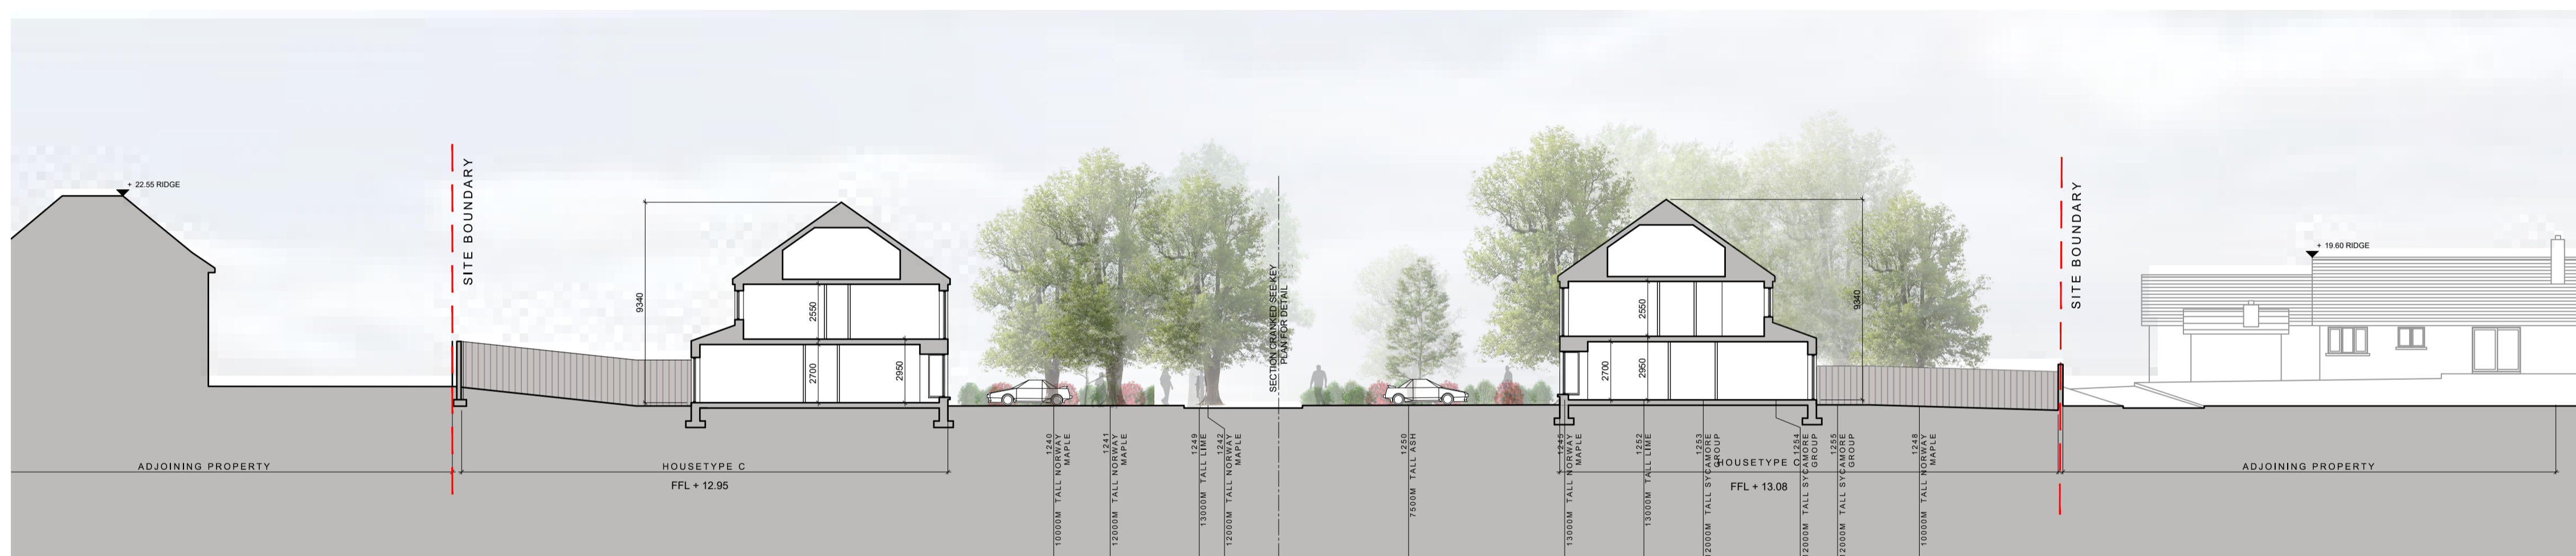 + 22.55 RIDGE
SITE BOUNDARY
9340
2550
2700
2950
SECTION CRANKED SEE KEY
PLAN FOR DETAIL
2550
2700
2950
9340
SITE BOUNDARY
+ 19.60 RIDGE
ADJOINING PROPERTY
HOUSETYPE C
FFL + 12.95
1240
10000M TALL NORWAY
MAPLE
1241
12000M TALL NORWAY
MAPLE
1249
13000M TALL LIME
1242
12000M TALL NORWAY
MAPLE
1250
7500M TALL ASH
1245
13000M TALL NORWAY
MAPLE
1252
13000M TALL LIME
1253
12000M TALL SYCAMORE
GROUP
1254
12000M TALL SYCAMORE
GROUP
1255
12000M TALL SYCAMORE
GROUP
1248
10000M TALL NORWAY
MAPLE
HOUSETYPE C
FFL + 13.08
ADJOINING PROPERTY